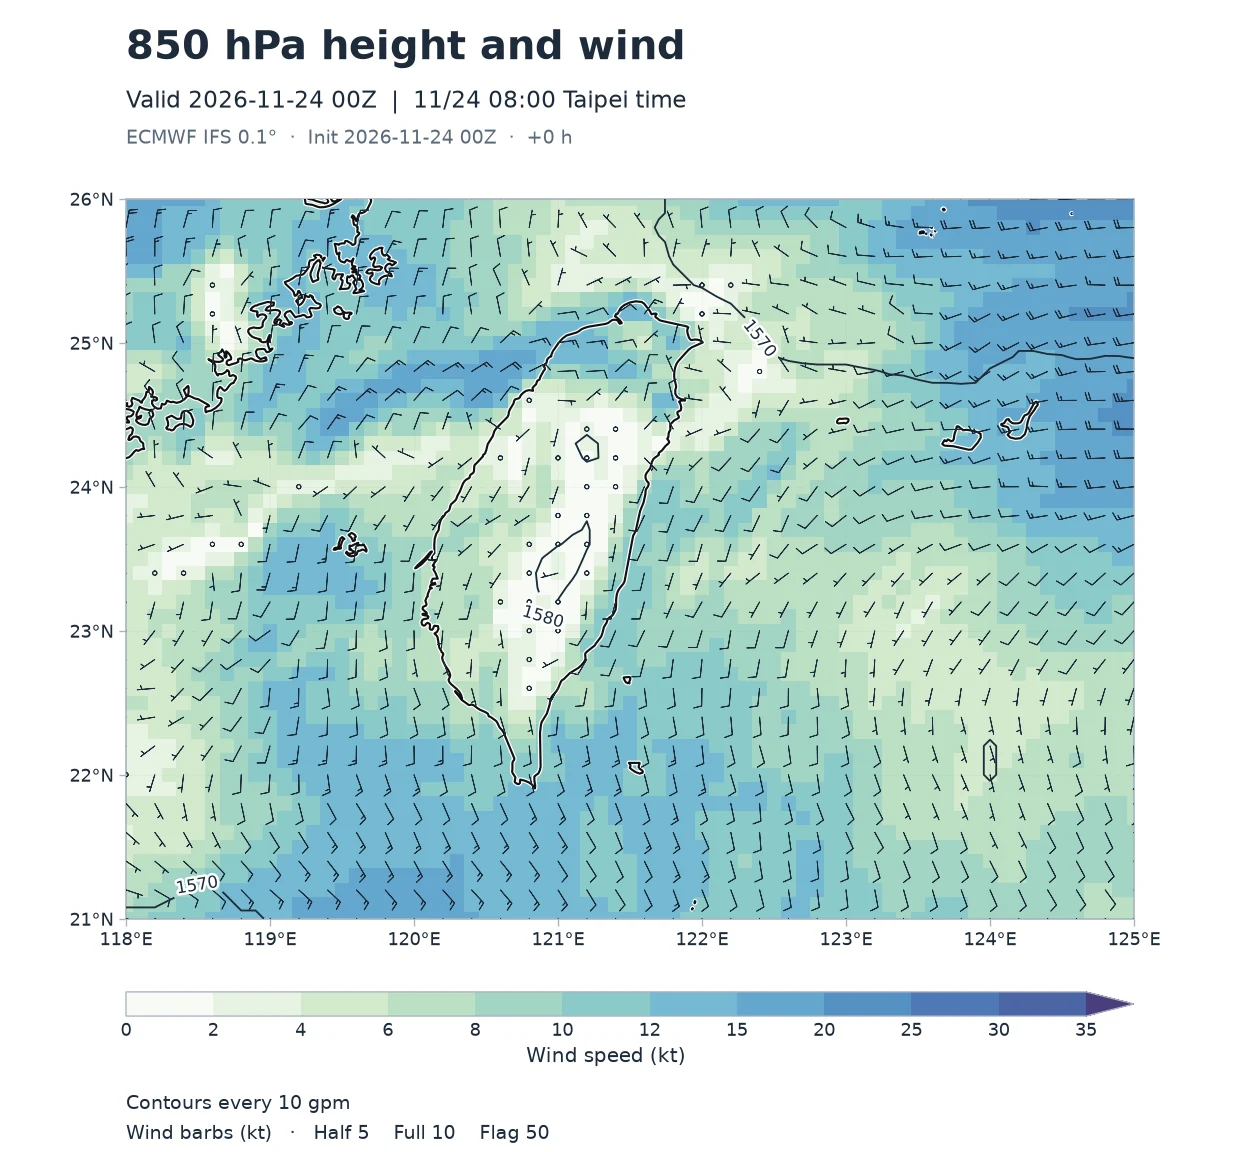 850 hPa height and wind
Valid 2026-11-24 00Z | 11/24 08:00 Taipei time
ECMWF IFS 0.1° · Init 2026-11-24 00Z · +0 h
26°N
25°N
24°N
23°N
22°N
21°N
1570
1580
1570
118°E 119°E 120°E 121°E 122°E 123°E 124°E 125°E
0 2 4 6 8 10 12 15 20 25 30 35
Wind speed (kt)
Contours every 10 gpm
Wind barbs (kt) · Half 5 Full 10 Flag 50